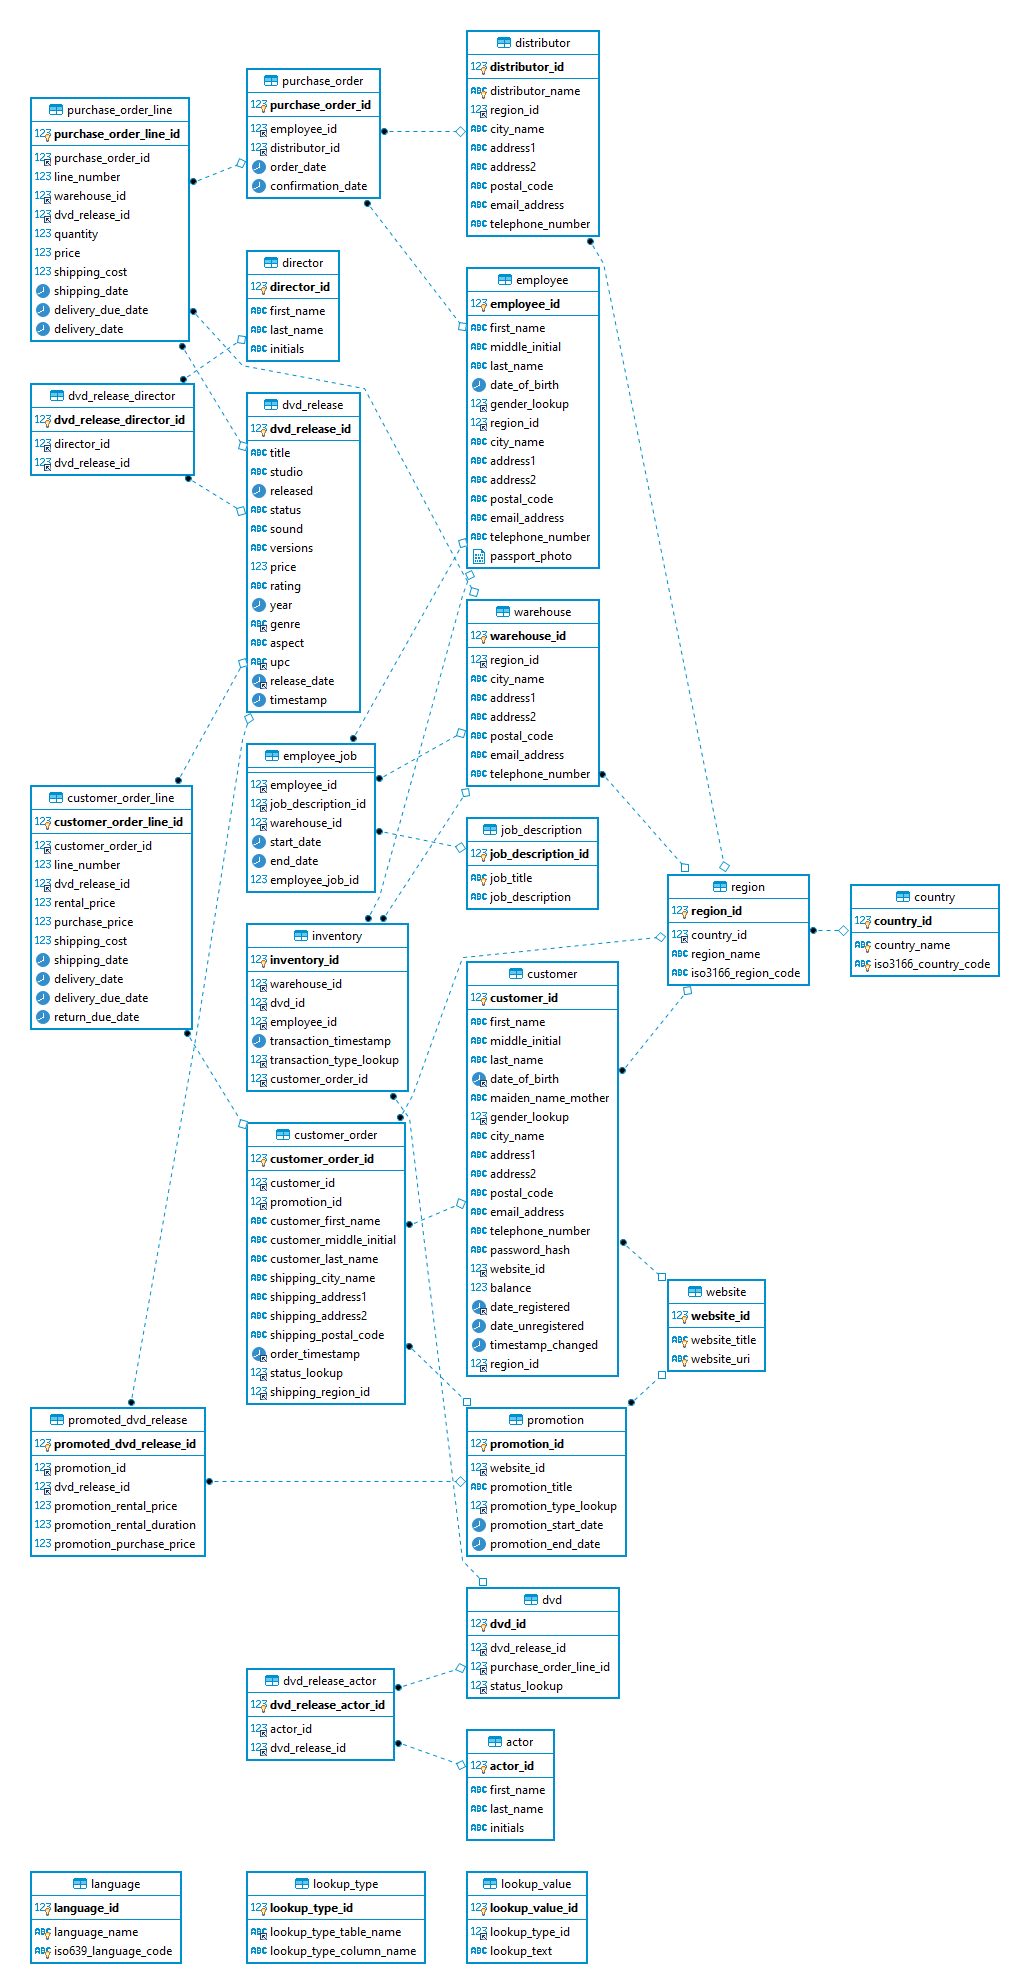 distributor
distributor_id
distributor_name
region_id
city_name
address1
address2
postal_code
email_address
telephone_number
purchase_order
purchase_order_id
employee_id
distributor_id
order_date
confirmation_date
purchase_order_line
purchase_order_line_id
purchase_order_id
line_number
warehouse_id
dvd_release_id
quantity
price
shipping_cost
shipping_date
delivery_due_date
delivery_date
director
director_id
first_name
last_name
initials
employee
employee_id
first_name
middle_initial
last_name
date_of_birth
gender_lookup
region_id
city_name
address1
address2
postal_code
email_address
telephone_number
passport_photo
dvd_release_director
dvd_release_director_id
director_id
dvd_release_id
dvd_release
dvd_release_id
title
studio
released
status
sound
versions
price
rating
year
genre
aspect
upc
release_date
timestamp
warehouse
warehouse_id
region_id
city_name
address1
address2
postal_code
email_address
telephone_number
employee_job
employee_id
job_description_id
warehouse_id
start_date
end_date
employee_job_id
customer_order_line
customer_order_line_id
customer_order_id
line_number
dvd_release_id
rental_price
purchase_price
shipping_cost
shipping_date
delivery_date
delivery_due_date
return_due_date
job_description
job_description_id
job_title
job_description
region
region_id
country_id
region_name
iso3166_region_code
country
country_id
country_name
iso3166_country_code
inventory
inventory_id
warehouse_id
dvd_id
employee_id
transaction_timestamp
transaction_type_lookup
customer_order_id
customer
customer_id
first_name
middle_initial
last_name
date_of_birth
maiden_name_mother
gender_lookup
city_name
address1
address2
postal_code
email_address
telephone_number
password_hash
website_id
balance
date_registered
date_unregistered
timestamp_changed
region_id
customer_order
customer_order_id
customer_id
promotion_id
customer_first_name
customer_middle_initial
customer_last_name
shipping_city_name
shipping_address1
shipping_address2
shipping_postal_code
order_timestamp
status_lookup
shipping_region_id
website
website_id
website_title
website_uri
promoted_dvd_release
promoted_dvd_release_id
promotion_id
dvd_release_id
promotion_rental_price
promotion_rental_duration
promotion_purchase_price
promotion
promotion_id
website_id
promotion_title
promotion_type_lookup
promotion_start_date
promotion_end_date
dvd
dvd_id
dvd_release_id
purchase_order_line_id
status_lookup
dvd_release_actor
dvd_release_actor_id
actor_id
dvd_release_id
actor
actor_id
first_name
last_name
initials
language
language_id
language_name
iso639_language_code
lookup_type
lookup_type_id
lookup_type_table_name
lookup_type_column_name
lookup_value
lookup_value_id
lookup_type_id
lookup_text